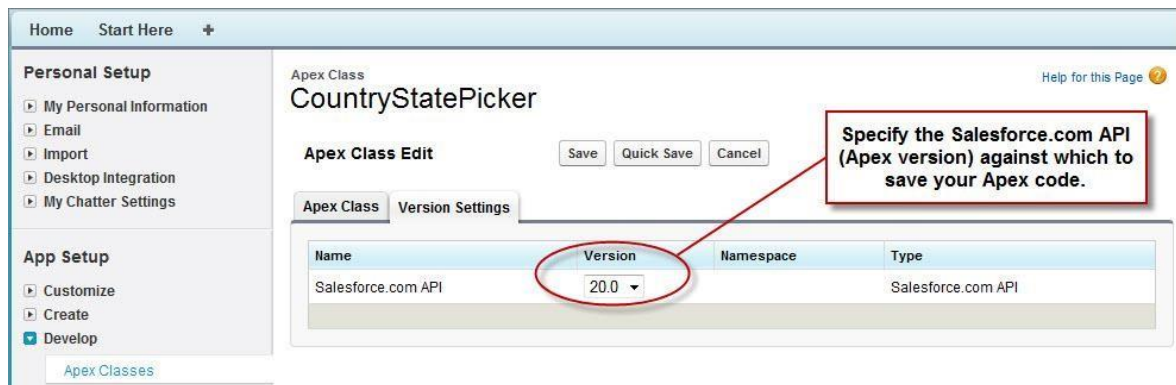 Home Start Here +
Personal Setup
My Personal Information
Email
Import
Desktop Integration
My Chatter Settings
App Setup
Customize
Create
Develop
Apex Classes
Apex Class
CountryStatePicker
Help for this Page ?
Apex Class Edit Save Quick Save Cancel
Specify the Salesforce.com API
(Apex version) against which to
save your Apex code.
Apex Class Version Settings
Name Version Namespace Type
Salesforce.com API 20.0 Salesforce.com API